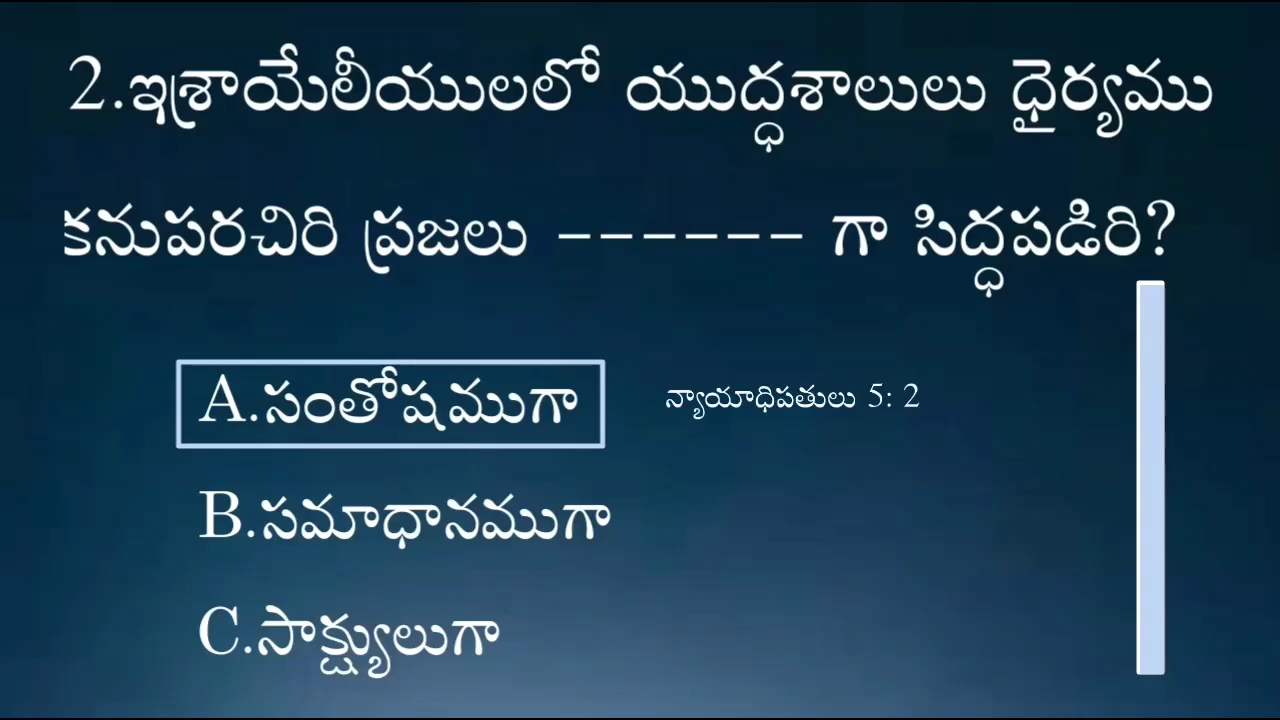 2.ఇశ్రాయేలీయులలో యుద్ధశాలులు ధైర్యము
కనుపరచిరి ప్రజలు ------ గా సిద్ధపడిరి?
A.సంతోషముగా
న్యాయాధిపతులు 5: 2
B.సమాధానముగా
C.సాక్ష్యులుగా